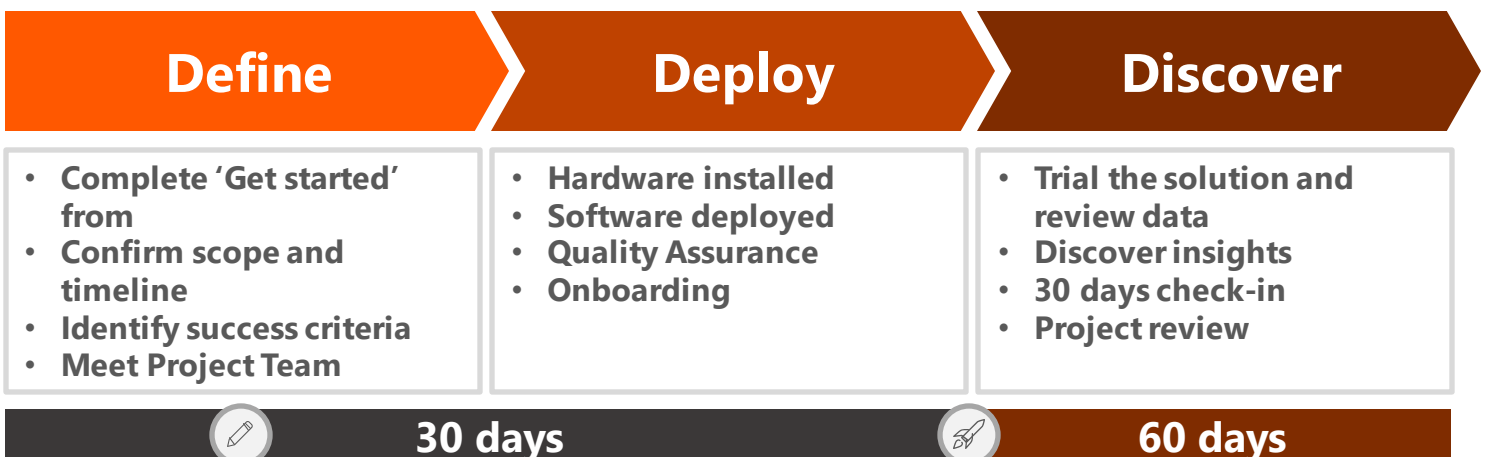 Define
Deploy
Discover
• Complete ‘Get started’
from
• Confirm scope and
timeline
• Identify success criteria
• Meet Project Team
• Hardware installed
• Software deployed
• Quality Assurance
• Onboarding
• Trial the solution and
review data
• Discover insights
• 30 days check-in
• Project review
30 days
60 days